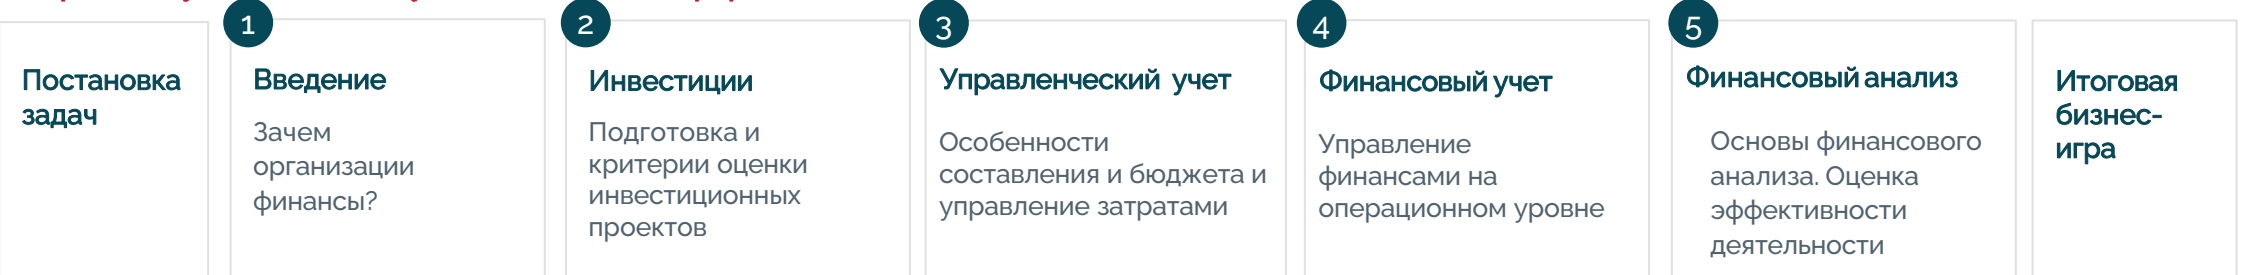 Постановка
задач
1
Введение
Зачем
организации
финансы?
2
Инвестиции
Подготовка и
критерии оценки
инвестиционных
проектов
3
Управленческий учет
Особенности
составления и бюджета и
управление затратами
4
Финансовый учет
Управление
финансами на
операционном уровне
5
Финансовый анализ
Основы финансового
анализа. Оценка
эффективности
деятельности
Итоговая
бизнес-
игра